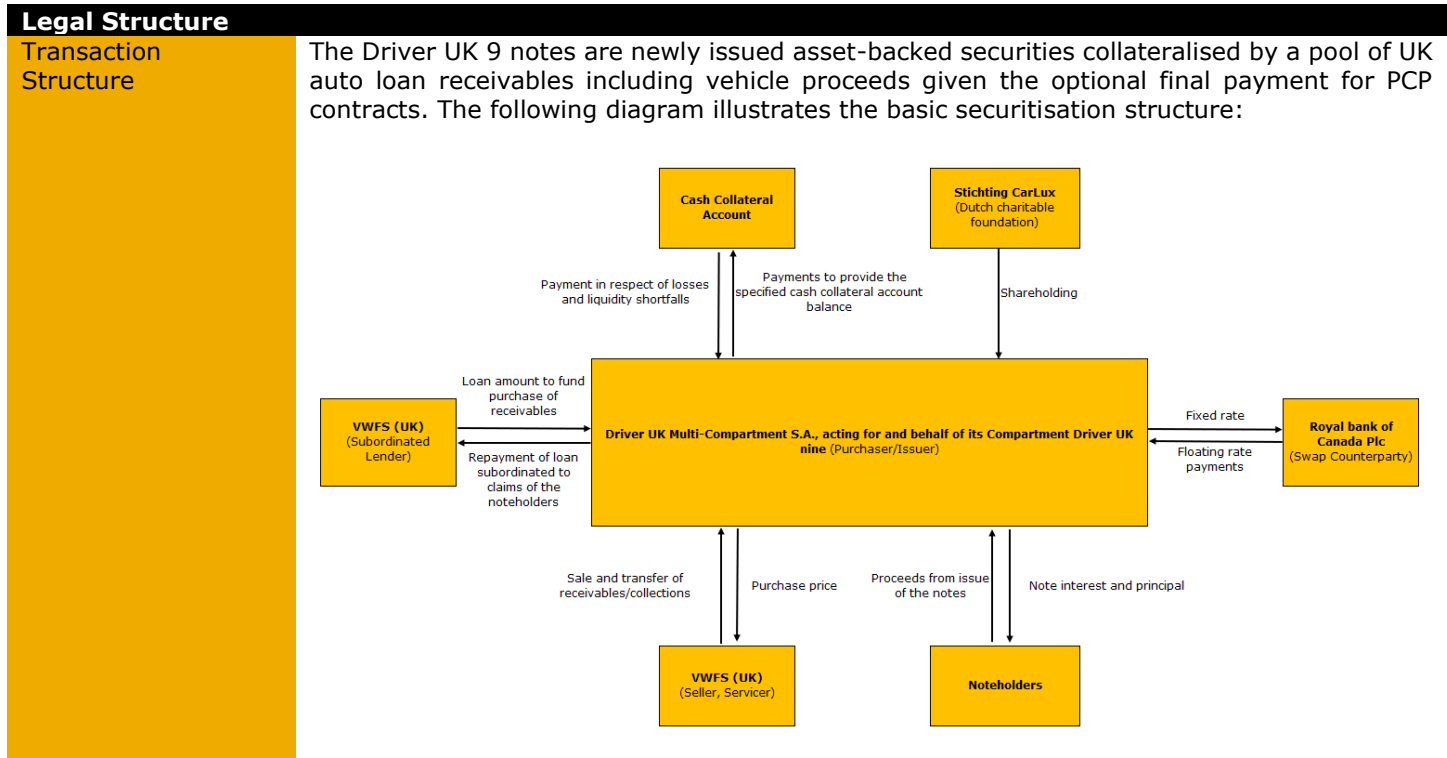 Legal Structure
Transaction
Structure
The Driver UK 9 notes are newly issued asset-backed securities collateralised by a pool of UK
auto loan receivables including vehicle proceeds given the optional final payment for PCP
contracts. The following diagram illustrates the basic securitisation structure:
Cash Collateral
Account
Stichting CarLux
(Dutch charitable
foundation)
Payment in respect of losses
and liquidity shortfalls
Payments to provide the
specified cash collateral account
balance
Shareholding
Loan amount to fund
purchase of
receivables
VWFS (UK)
(Subordinated
Lender)
Repayment of loan
subordinated to
claims of the
noteholders
Driver UK Multi-Compartment S.A., acting for and behalf of its Compartment Driver UK
nine (Purchaser/Issuer)
Fixed rate
Floating rate
payments
Royal bank of
Canada Plc
(Swap Counterparty)
Sale and transfer of
receivables/collections
Purchase price
Proceeds from issue
of the notes
Note interest and principal
VWFS (UK)
(Seller, Servicer)
Noteholders